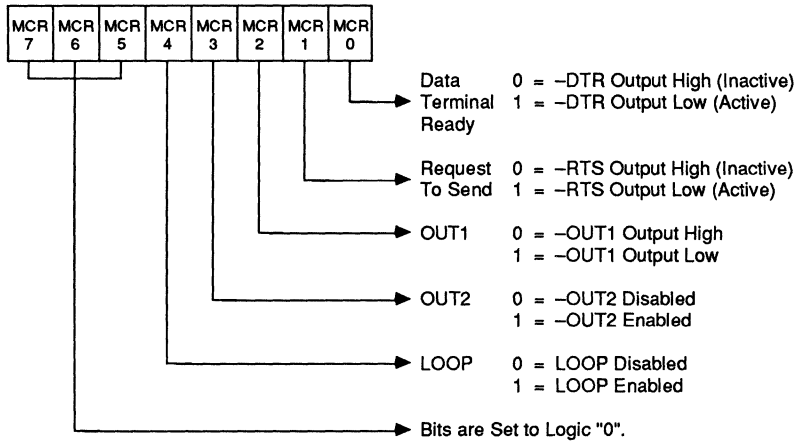 MCR 7 MCR 6 MCR 5 MCR 4 MCR 3 MCR 2 MCR 1 MCR 0
Data Terminal Ready
0 = –DTR Output High (Inactive)
1 = –DTR Output Low (Active)
Request To Send
0 = –RTS Output High (Inactive)
1 = –RTS Output Low (Active)
OUT1
0 = –OUT1 Output High
1 = –OUT1 Output Low
OUT2
0 = –OUT2 Disabled
1 = –OUT2 Enabled
LOOP
0 = LOOP Disabled
1 = LOOP Enabled
Bits are Set to Logic "0".